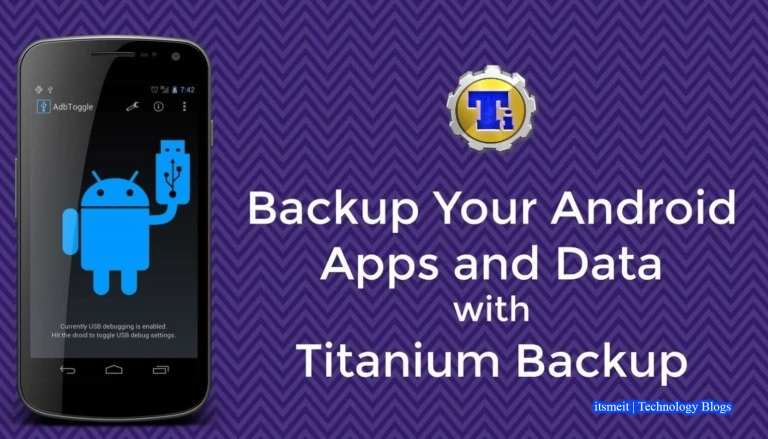 7:42
AdbToggle
Ti
Backup Your Android
Apps and Data
with
Titanium Backup
Currently USB debugging is enabled.
Hit the droid to toggle USB debug settings.
itsmeit | Technology Blogs